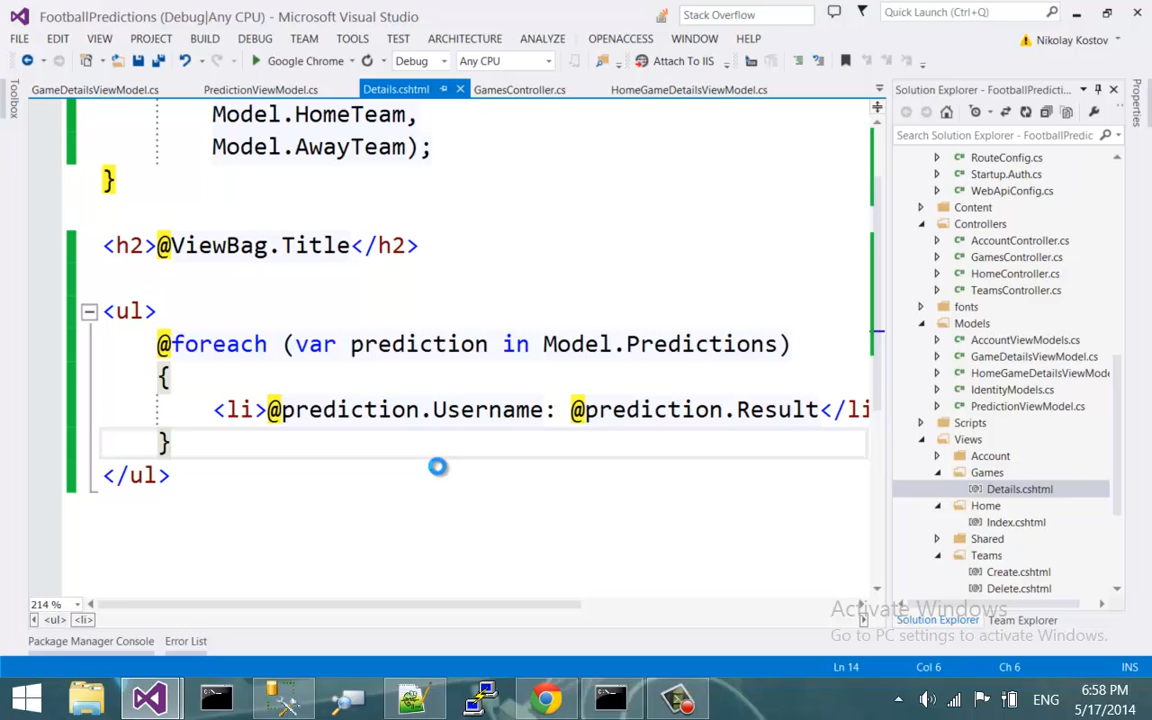 FootballPredictions (Debug|Any CPU) - Microsoft Visual Studio
Stack Overflow
Quick Launch (Ctrl+Q)
FILE EDIT VIEW PROJECT BUILD DEBUG TEAM TOOLS TEST ARCHITECTURE ANALYZE OPENACCESS WINDOW HELP
Nikolay Kostov
Google Chrome Debug Any CPU Attach to IIS
Toolbox
GameDetailsViewModel.cs PredictionViewModel.cs Details.cshtml GamesController.cs HomeGameDetailsViewModel.cs
Model.HomeTeam,
Model.AwayTeam);
}
<h2>@ViewBag.Title</h2>
<ul>
@foreach (var prediction in Model.Predictions)
{
<li>@prediction.Username: @prediction.Result</li
}
</ul>
214 %
<ul> <li>
Package Manager Console Error List
Solution Explorer - FootballPredicti...
Properties
Search Solution Explorer - FootballPredic
RouteConfig.cs
Startup.Auth.cs
WebApiConfig.cs
Content
Controllers
AccountController.cs
GamesController.cs
HomeController.cs
TeamsController.cs
fonts
Models
AccountViewModels.cs
GameDetailsViewModel.cs
HomeGameDetailsViewMode
IdentityModels.cs
PredictionViewModel.cs
Scripts
Views
Account
Games
Details.cshtml
Home
Index.cshtml
Shared
Teams
Create.cshtml
Delete.cshtml
Solution Explorer Team Explorer
Activate Windows
Go to PC settings to activate Windows.
Ln 14 Col 6 Ch 6 INS
ENG
6:58 PM
5/17/2014